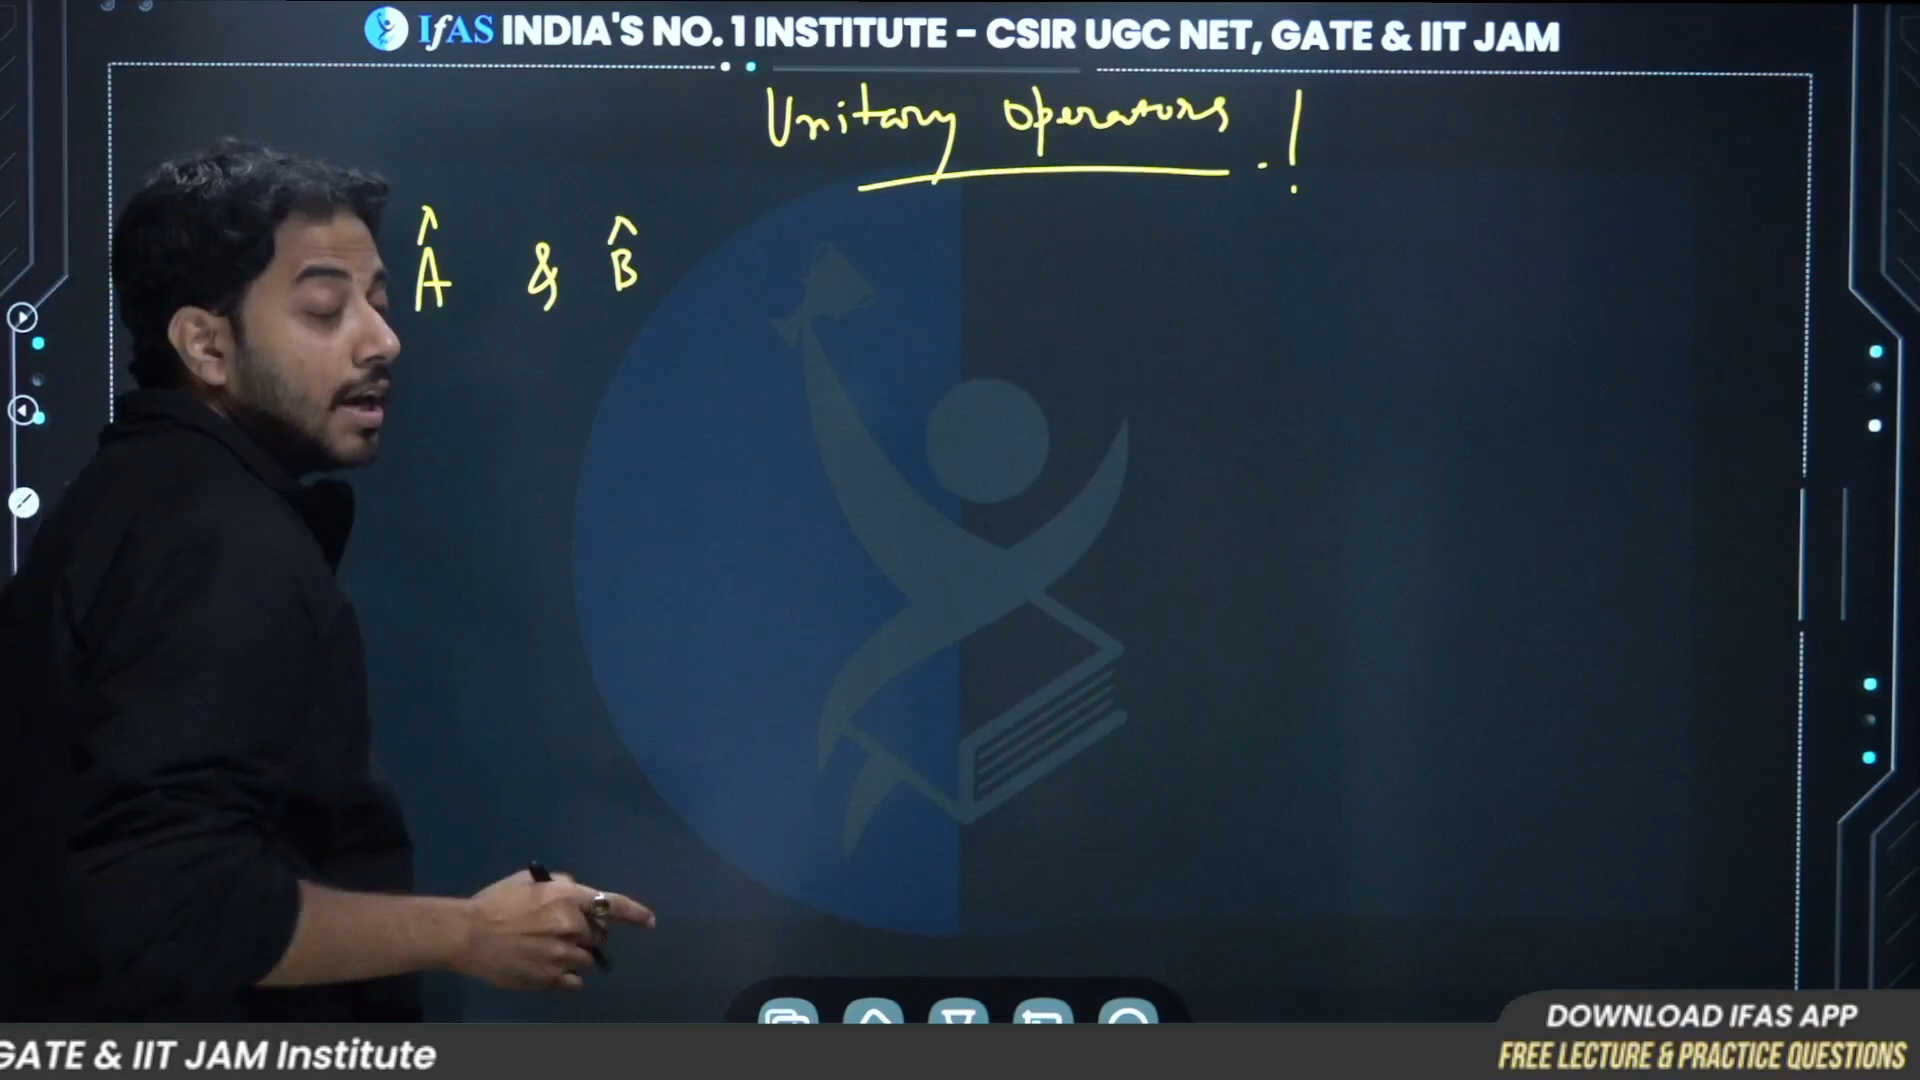 IfAS INDIA'S NO. 1 INSTITUTE - CSIR UGC NET, GATE & IIT JAM
Unitary operators !
Â & B̂
DOWNLOAD IFAS APP
GATE & IIT JAM Institute
FREE LECTURE & PRACTICE QUESTIONS